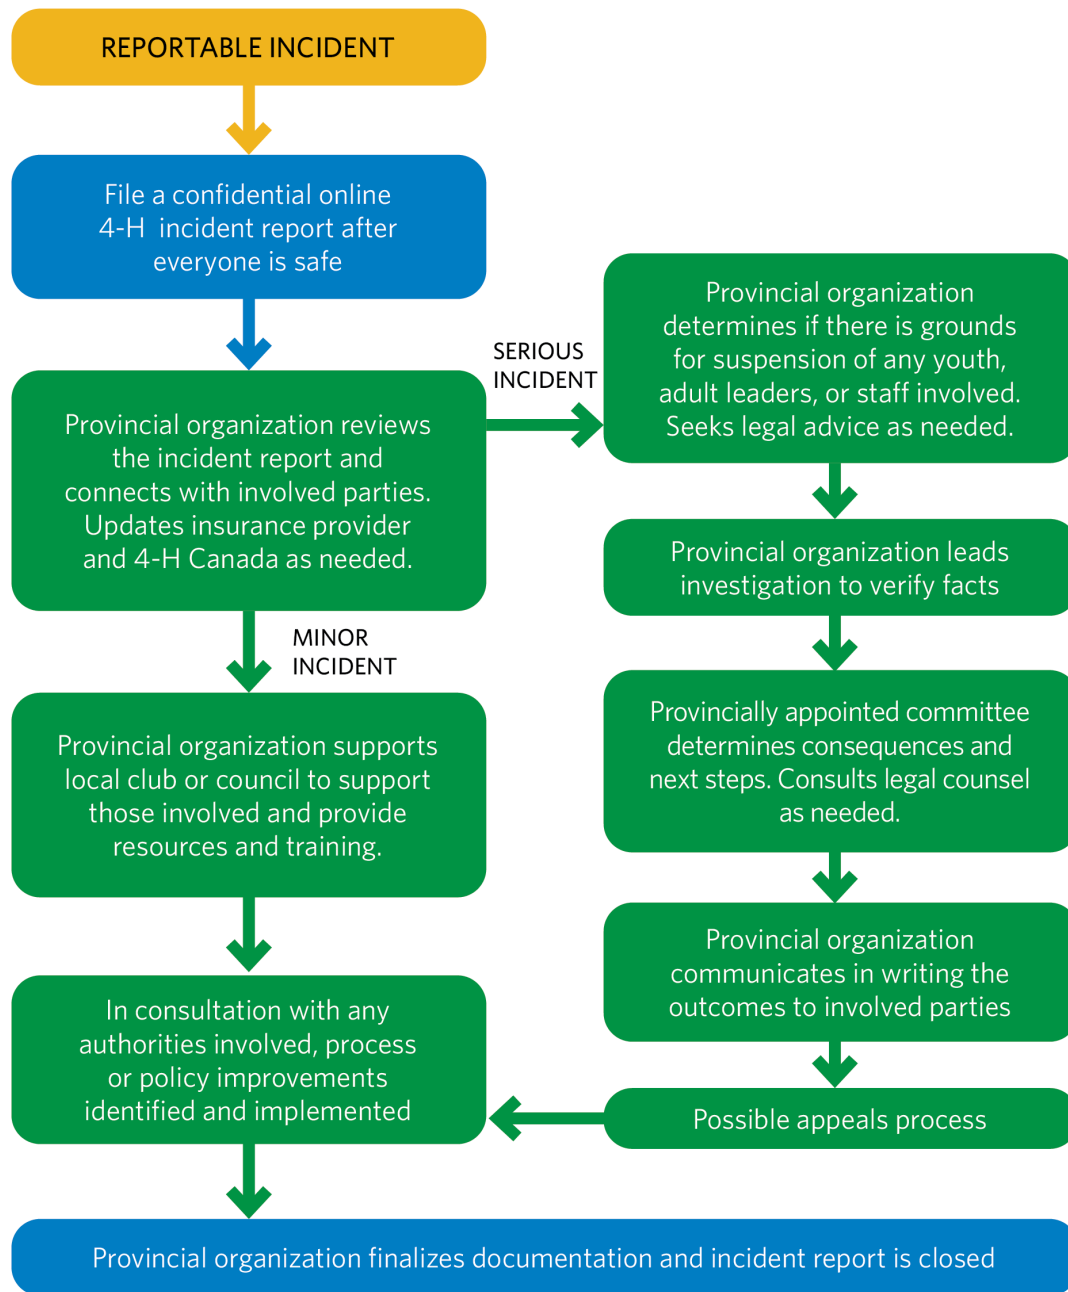 REPORTABLE INCIDENT
File a confidential online
4-H incident report after
everyone is safe
Provincial organization reviews
the incident report and
connects with involved parties.
Updates insurance provider
and 4-H Canada as needed.
SERIOUS
INCIDENT
Provincial organization
determines if there is grounds
for suspension of any youth,
adult leaders, or staff involved.
Seeks legal advice as needed.
Provincial organization leads
investigation to verify facts
Provincially appointed committee
determines consequences and
next steps. Consults legal counsel
as needed.
Provincial organization
communicates in writing the
outcomes to involved parties
Possible appeals process
MINOR
INCIDENT
Provincial organization supports
local club or council to support
those involved and provide
resources and training.
In consultation with any
authorities involved, process
or policy improvements
identified and implemented
Provincial organization finalizes documentation and incident report is closed